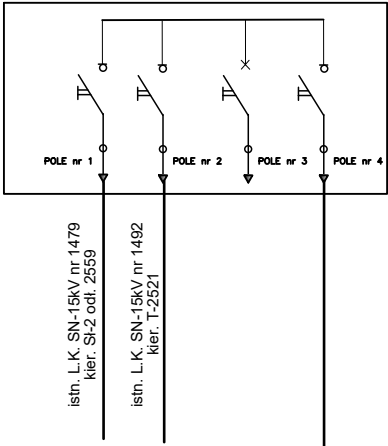 POLE nr 1
POLE nr 2
POLE nr 3
POLE nr 4
istn. L.K. SN-15kV nr 1479
kier. Sł-2 odł. 2559
istn. L.K. SN-15kV nr 1492
kier. T-2521